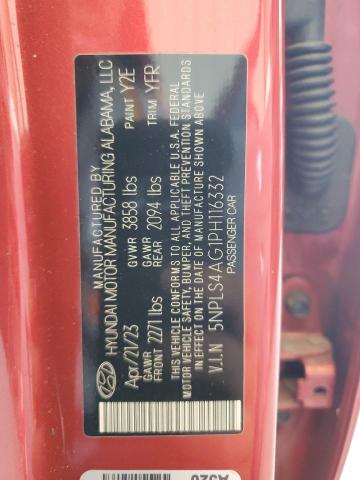 MANUFACTURED BY
HYUNDAI MOTOR MANUFACTURING ALABAMA, LLC
Apr/21/23 GVWR 3858 lbs PAINT Y2E
GAWR FRONT 2271 lbs GAWR REAR 2094 lbs TRIM YFR
THIS VEHICLE CONFORMS TO ALL APPLICABLE U.S.A. FEDERAL
MOTOR VEHICLE SAFETY, BUMPER, AND THEFT PREVENTION STANDARDS
IN EFFECT ON THE DATE OF MANUFACTURE SHOWN ABOVE
V.I.N 5NPLS4AG1PH116332
PASSENGER CAR
A520